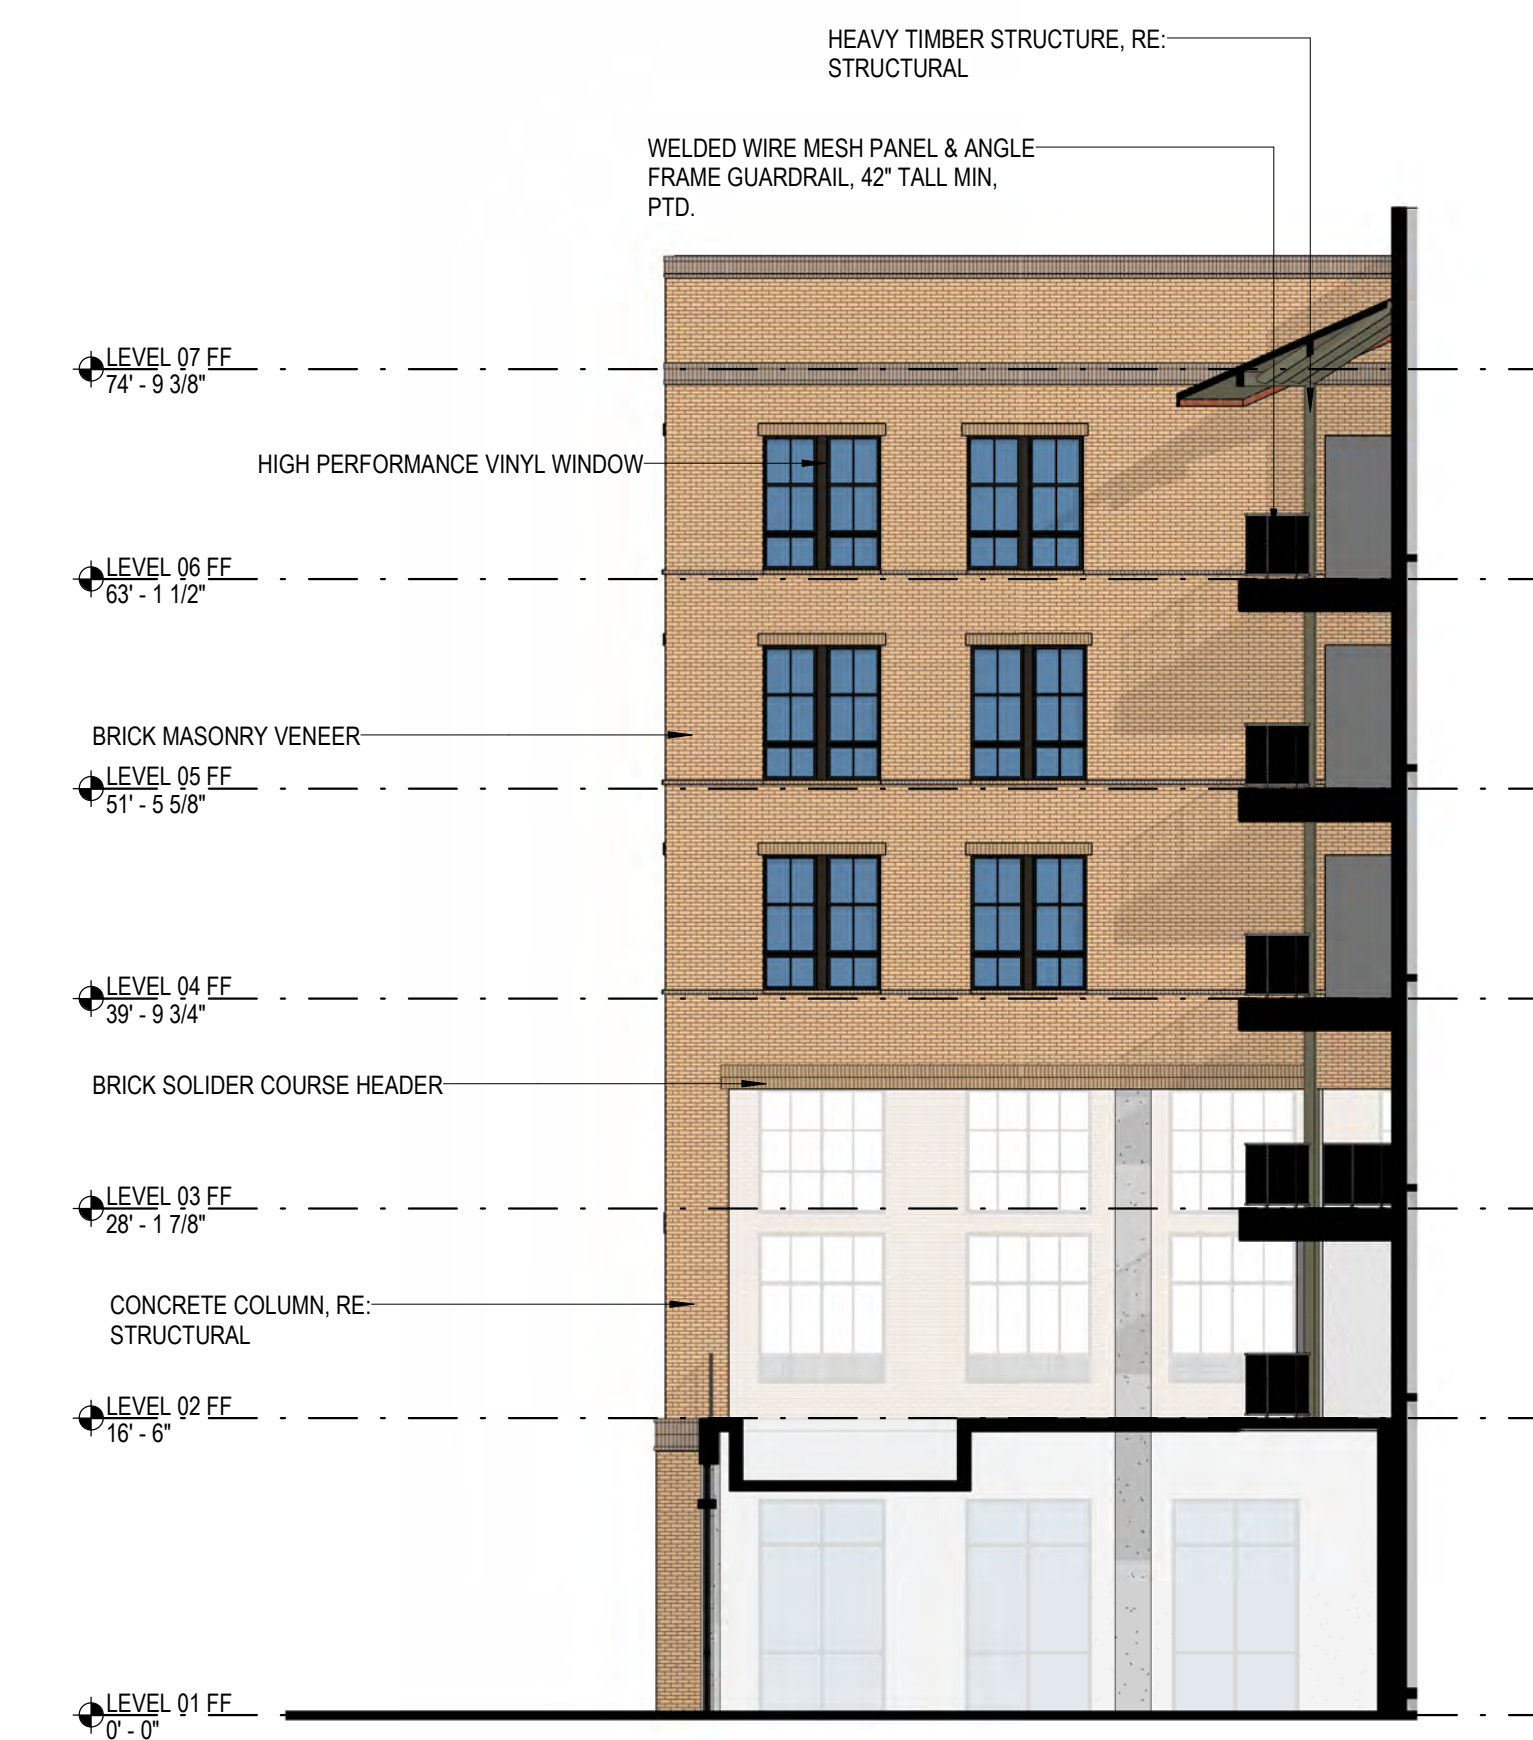 HEAVY TIMBER STRUCTURE, RE:
STRUCTURAL
WELDED WIRE MESH PANEL & ANGLE
FRAME GUARDRAIL, 42" TALL MIN,
PTD.
LEVEL 07 FF
74' - 9 3/8"
HIGH PERFORMANCE VINYL WINDOW
LEVEL 06 FF
63' - 1 1/2"
BRICK MASONRY VENEER
LEVEL 05 FF
51' - 5 5/8"
LEVEL 04 FF
39' - 9 3/4"
BRICK SOLIDER COURSE HEADER
LEVEL 03 FF
28' - 1 7/8"
CONCRETE COLUMN, RE:
STRUCTURAL
LEVEL 02 FF
16' - 6"
LEVEL 01 FF
0' - 0"